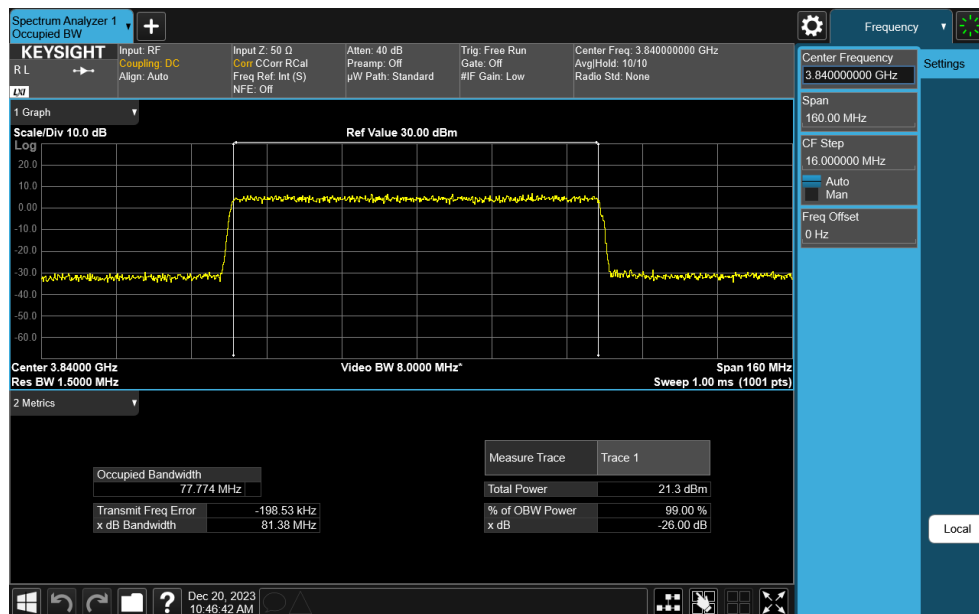 Spectrum Analyzer 1
Occupied BW
Frequency
KEYSIGHT
R L
LXI
Input: RF
Coupling: DC
Align: Auto
Input Z: 50 Ω
Corr CCorr RCal
Freq Ref: Int (S)
NFE: Off
Atten: 40 dB
Preamp: Off
µW Path: Standard
Trig: Free Run
Gate: Off
#IF Gain: Low
Center Freq: 3.840000000 GHz
Avg|Hold: 10/10
Radio Std: None
Center Frequency
3.840000000 GHz
Settings
Span
160.00 MHz
CF Step
16.000000 MHz
Auto
Man
Freq Offset
0 Hz
Local
1 Graph
Scale/Div 10.0 dB
Ref Value 30.00 dBm
Log
20.0
10.0
0.00
-10.0
-20.0
-30.0
-40.0
-50.0
-60.0
Center 3.84000 GHz
Video BW 8.0000 MHz*
Span 160 MHz
Res BW 1.5000 MHz
Sweep 1.00 ms (1001 pts)
2 Metrics
Measure Trace Trace 1
Occupied Bandwidth
77.774 MHz
Total Power 21.3 dBm
Transmit Freq Error -198.53 kHz
% of OBW Power 99.00 %
x dB Bandwidth 81.38 MHz
x dB -26.00 dB
?
Dec 20, 2023
10:46:42 AM